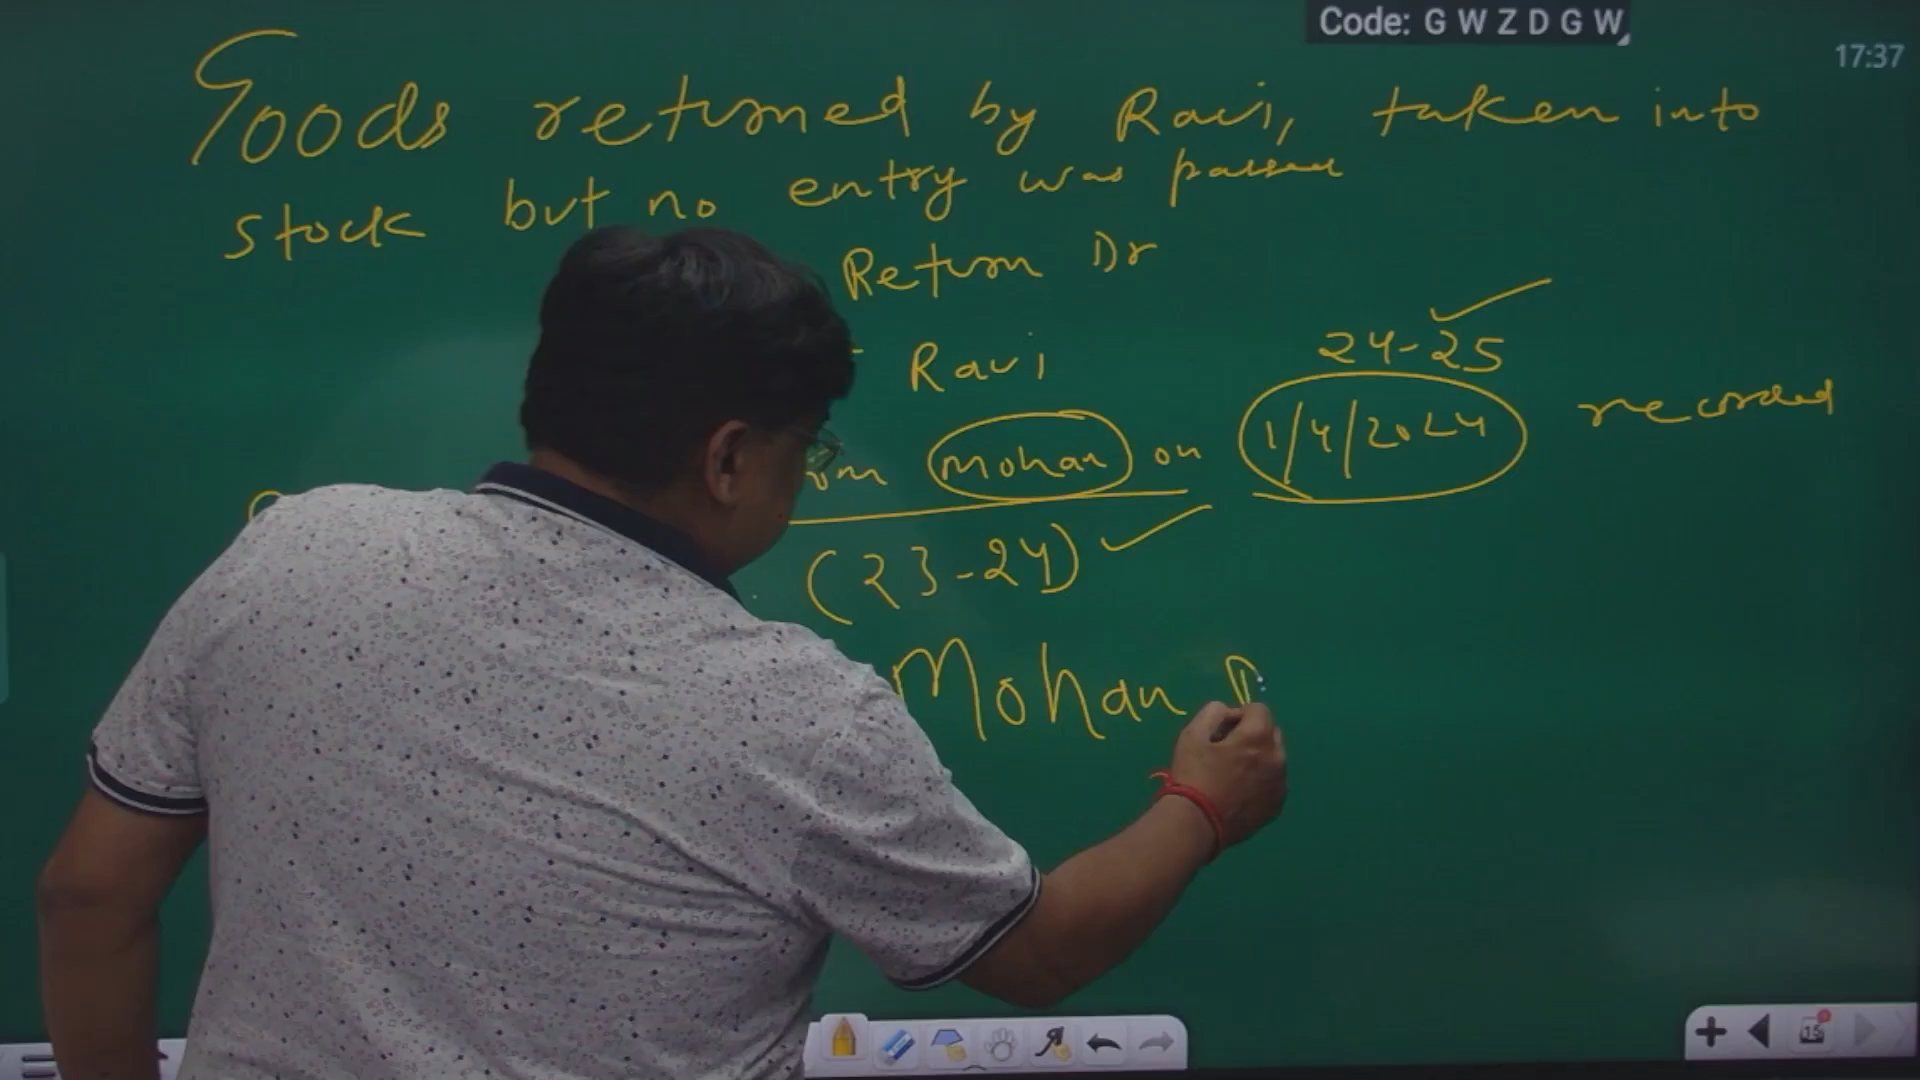 Code: G W Z D G W
17:37
Goods returned by Ravi, taken into
stock but no entry was passed
Return Dr
Ravi
24-25
Mohan on 1/4/2024 recorded
(23-24)
Mohan D
15